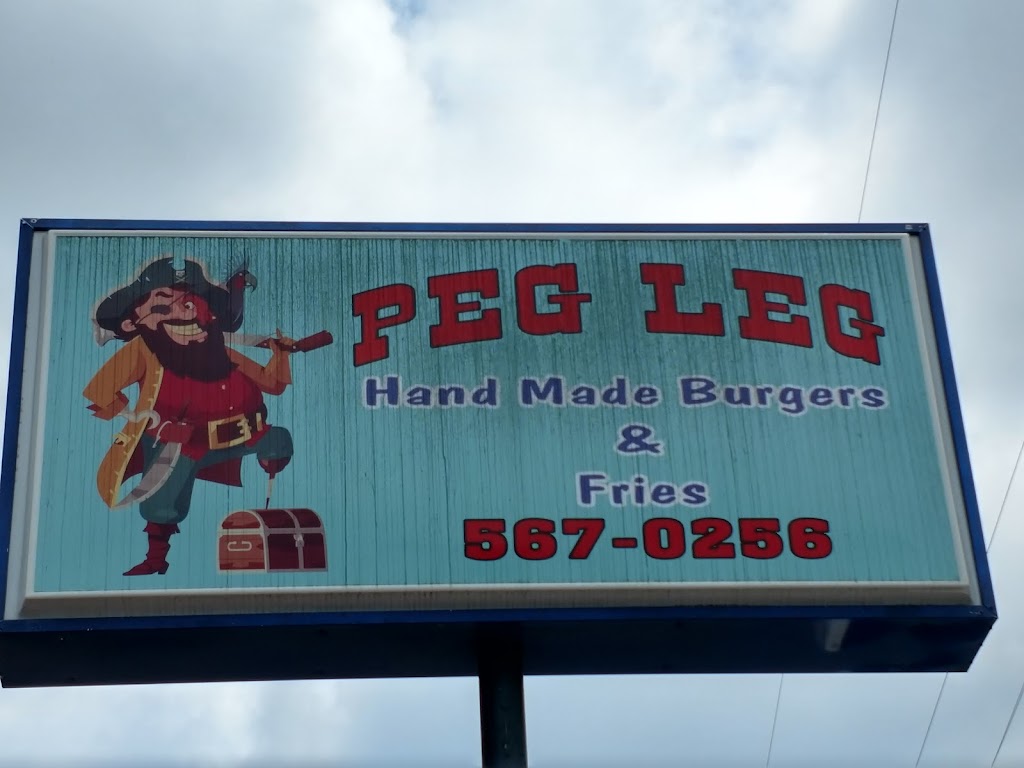 PEG LEG
Hand Made Burgers
&
Fries
567-0256